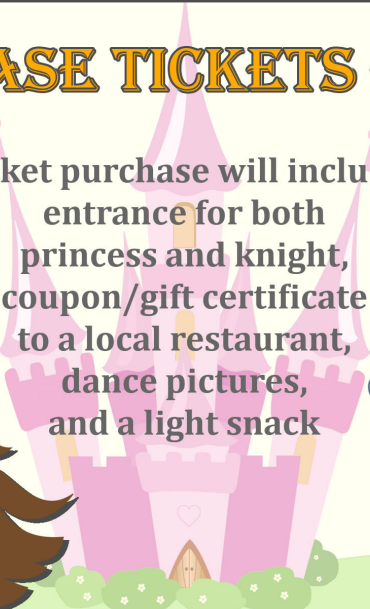 ASE TICKETS
ket purchase will inclu
entrance for both
princess and knight,
coupon/gift certificate
to a local restaurant,
dance pictures,
and a light snack